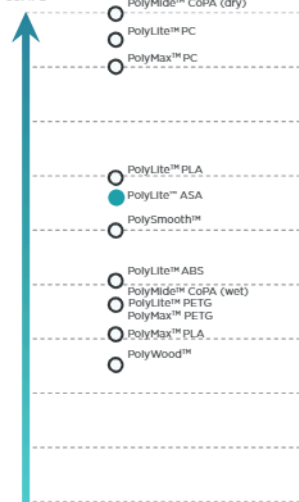 PolyMide™ CoPA (dry)
PolyLite™ PC
PolyMax™ PC
PolyLite™ PLA
PolyLite™ ASA
PolySmooth™
PolyLite™ ABS
PolyMide™ CoPA (wet)
PolyLite™ PETG
PolyMax™ PETG
PolyMax™ PLA
PolyWood™